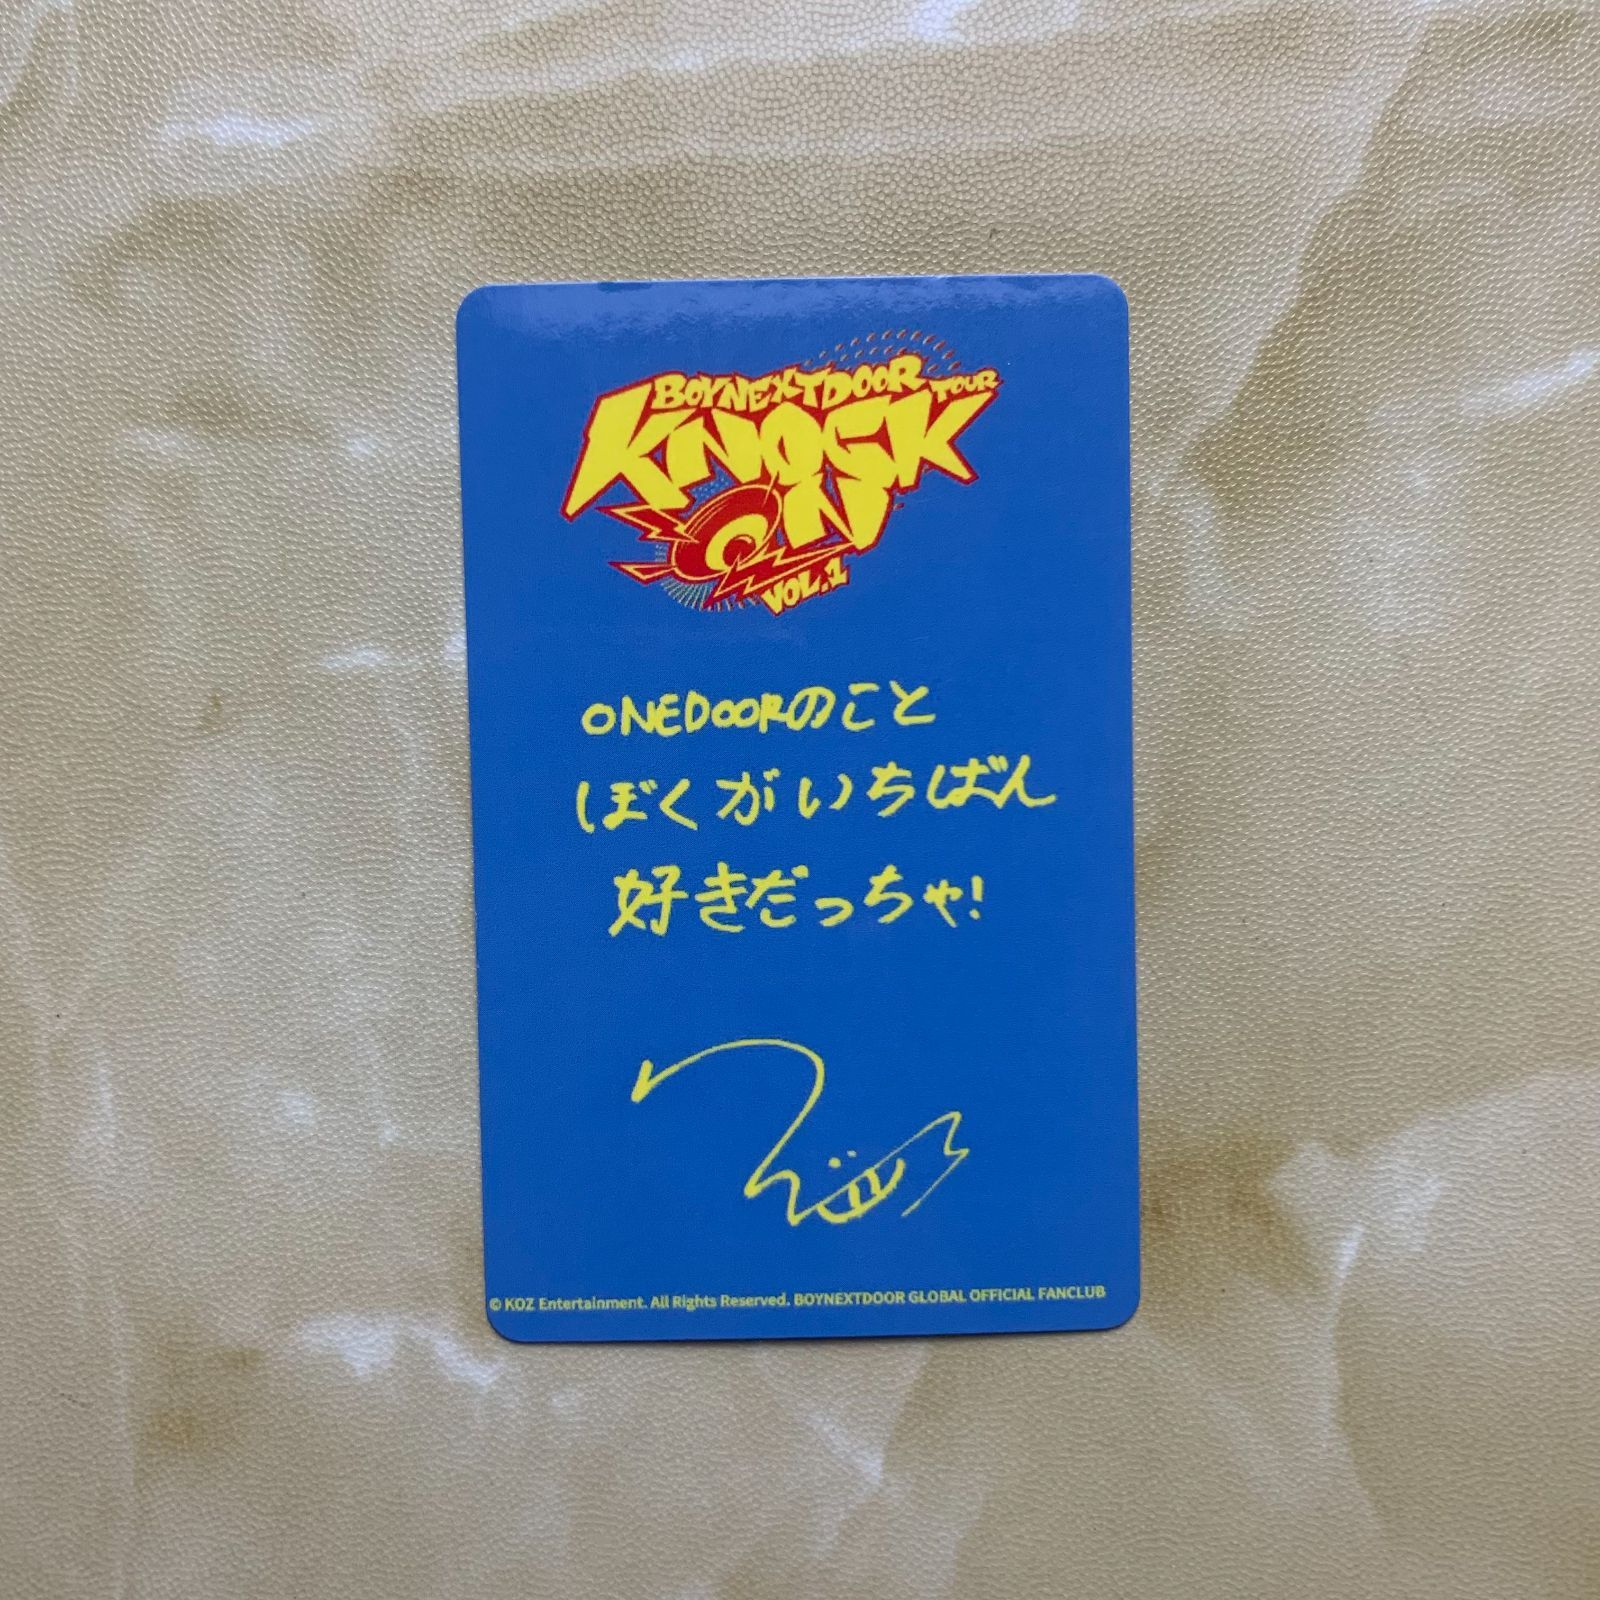 BOYNEXTDOOR TOUR
KNOCK
ON
VOL.1
ONEDOORのこと
ぼくがいちばん
好きだっちゃ!
© KOZ Entertainment. All Rights Reserved. BOYNEXTDOOR GLOBAL OFFICIAL FANCLUB